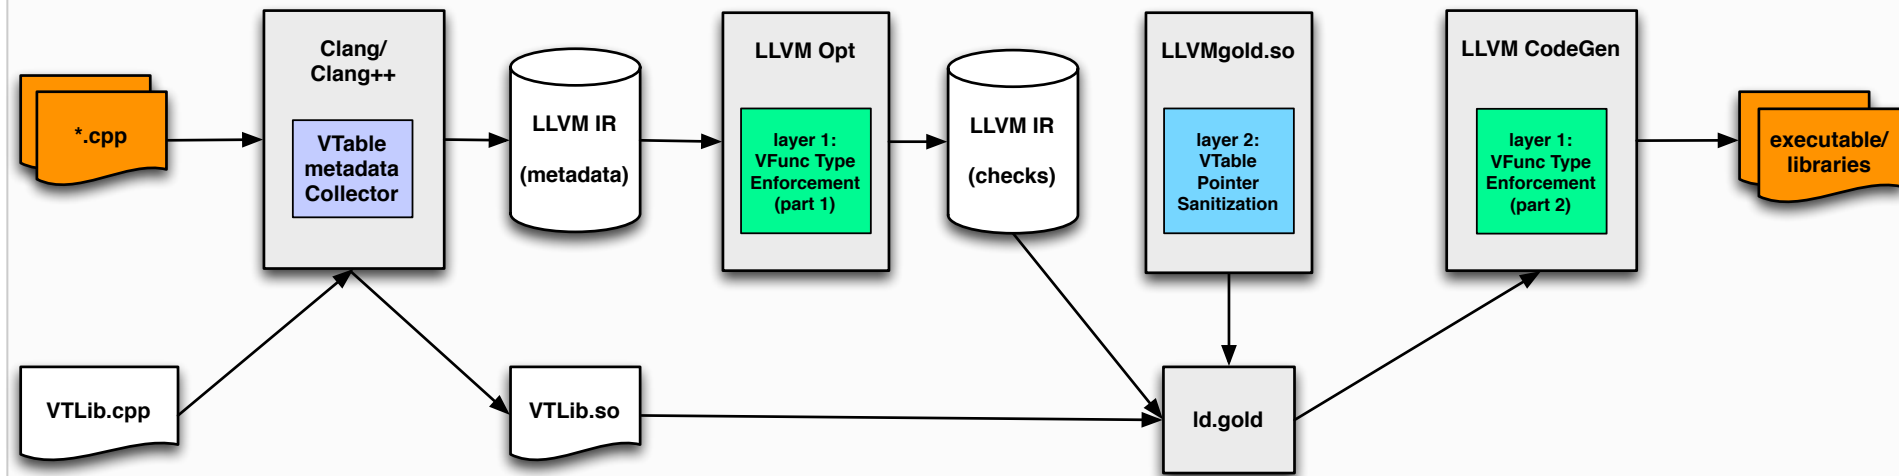 *.cpp
Clang/
Clang++
VTable
metadata
Collector
LLVM IR
(metadata)
LLVM Opt
layer 1:
VFunc Type
Enforcement
(part 1)
LLVM IR
(checks)
LLVMgold.so
layer 2:
VTable
Pointer
Sanitization
LLVM CodeGen
layer 1:
VFunc Type
Enforcement
(part 2)
executable/
libraries
VTLib.cpp
VTLib.so
ld.gold